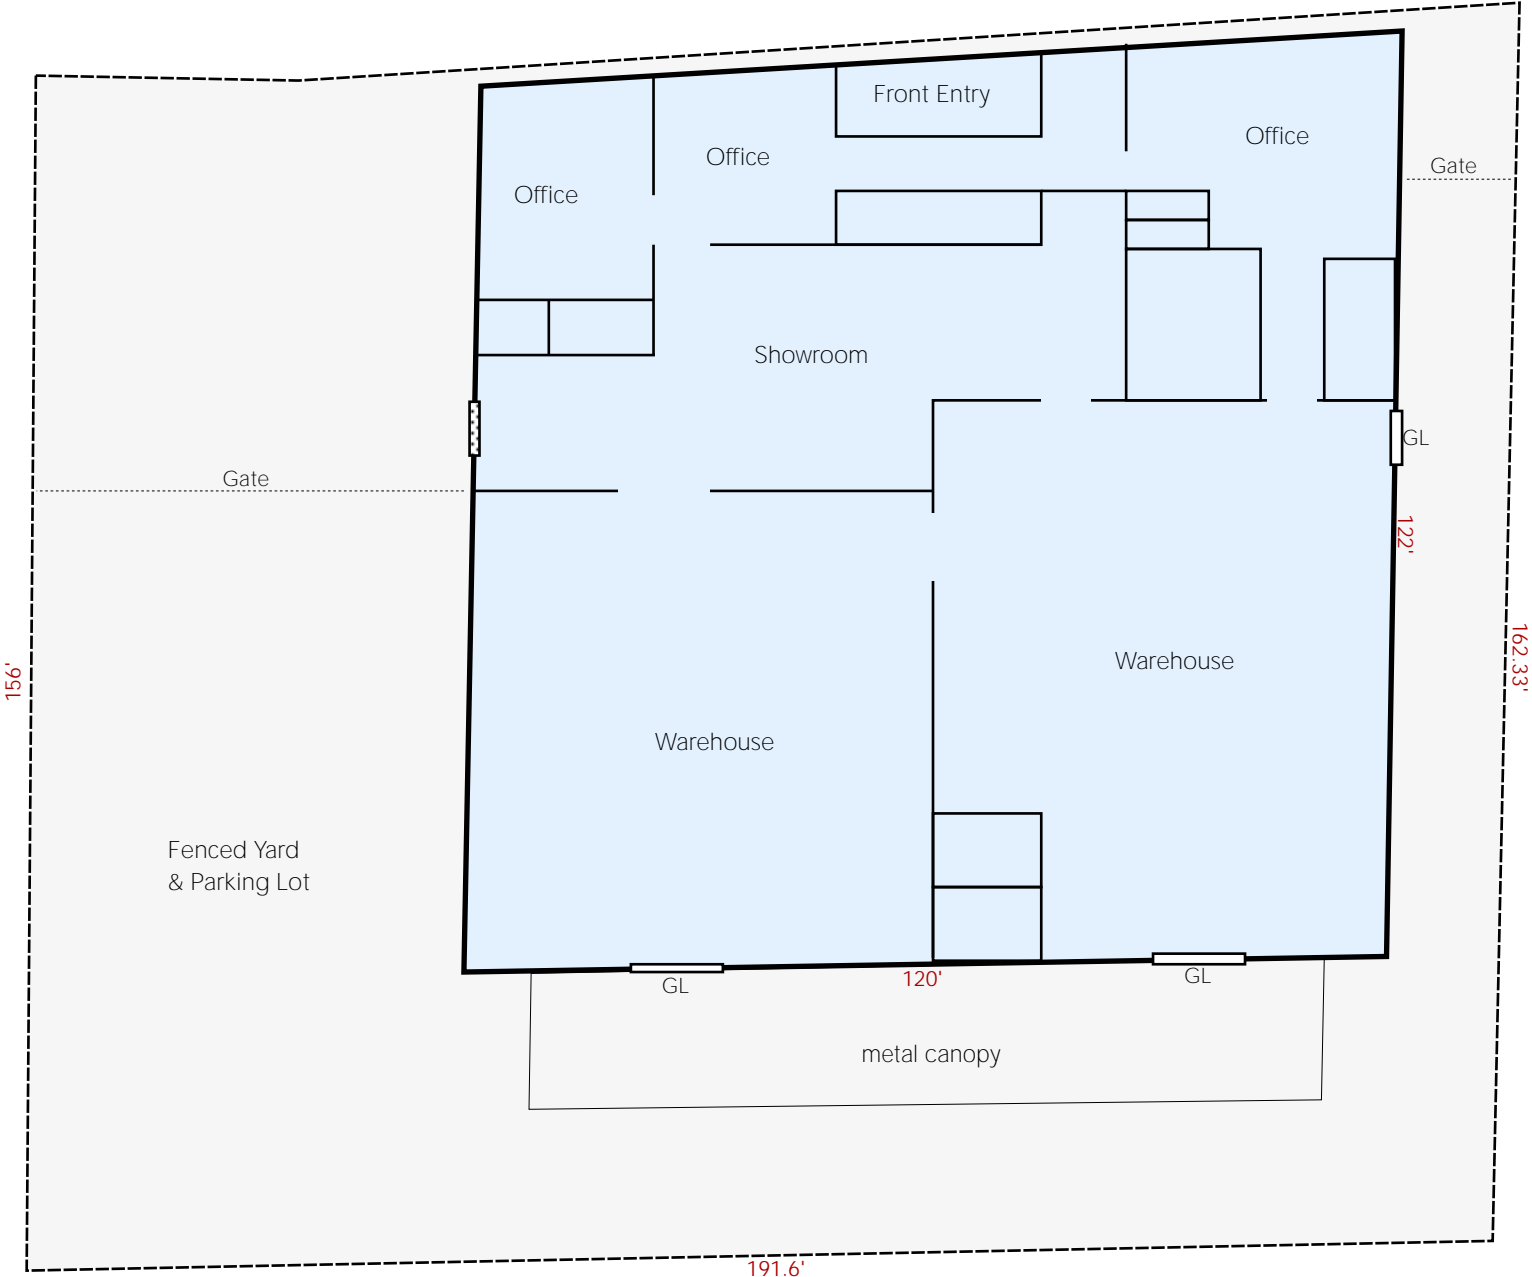 Front Entry
Office
Office
Office
Gate
Showroom
GL
Gate
122'
Warehouse
162.33'
156'
Warehouse
Fenced Yard
& Parking Lot
GL
120'
GL
metal canopy
191.6'